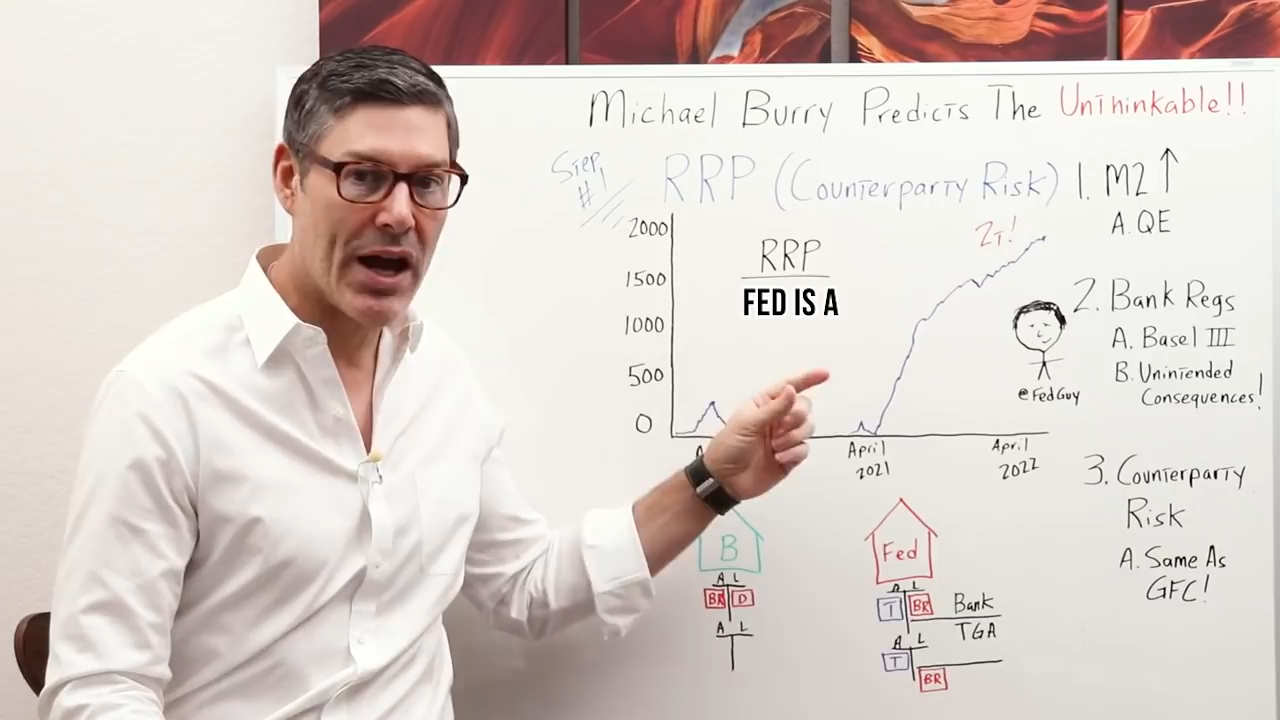 Michael Burry Predicts The Unthinkable!!
Step #1
RRP (Counterparty Risk)
2000
1500
1000
500
0
RRP
FED IS A
2T!
April 2021
April 2022
@FedGuy
1. M2 ↑
A. QE
2. Bank Regs
A. Basel III
B. Unintended
Consequences!
3. Counterparty
Risk
A. Same As
GFC!
B
A L
BR D
A L
Fed
A L
T BR Bank
TGA
A L
T
BR